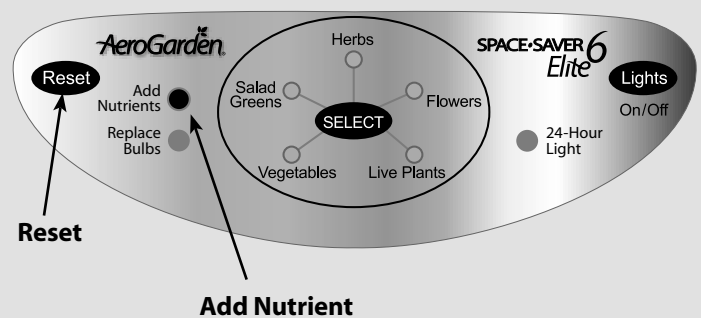 AeroGarden
Reset
Add
Nutrients
Replace
Bulbs
Herbs
Salad
Greens
Flowers
SELECT
Vegetables
Live Plants
SPACE•SAVER 6
Elite
Lights
On/Off
24-Hour
Light
Reset
Add Nutrient